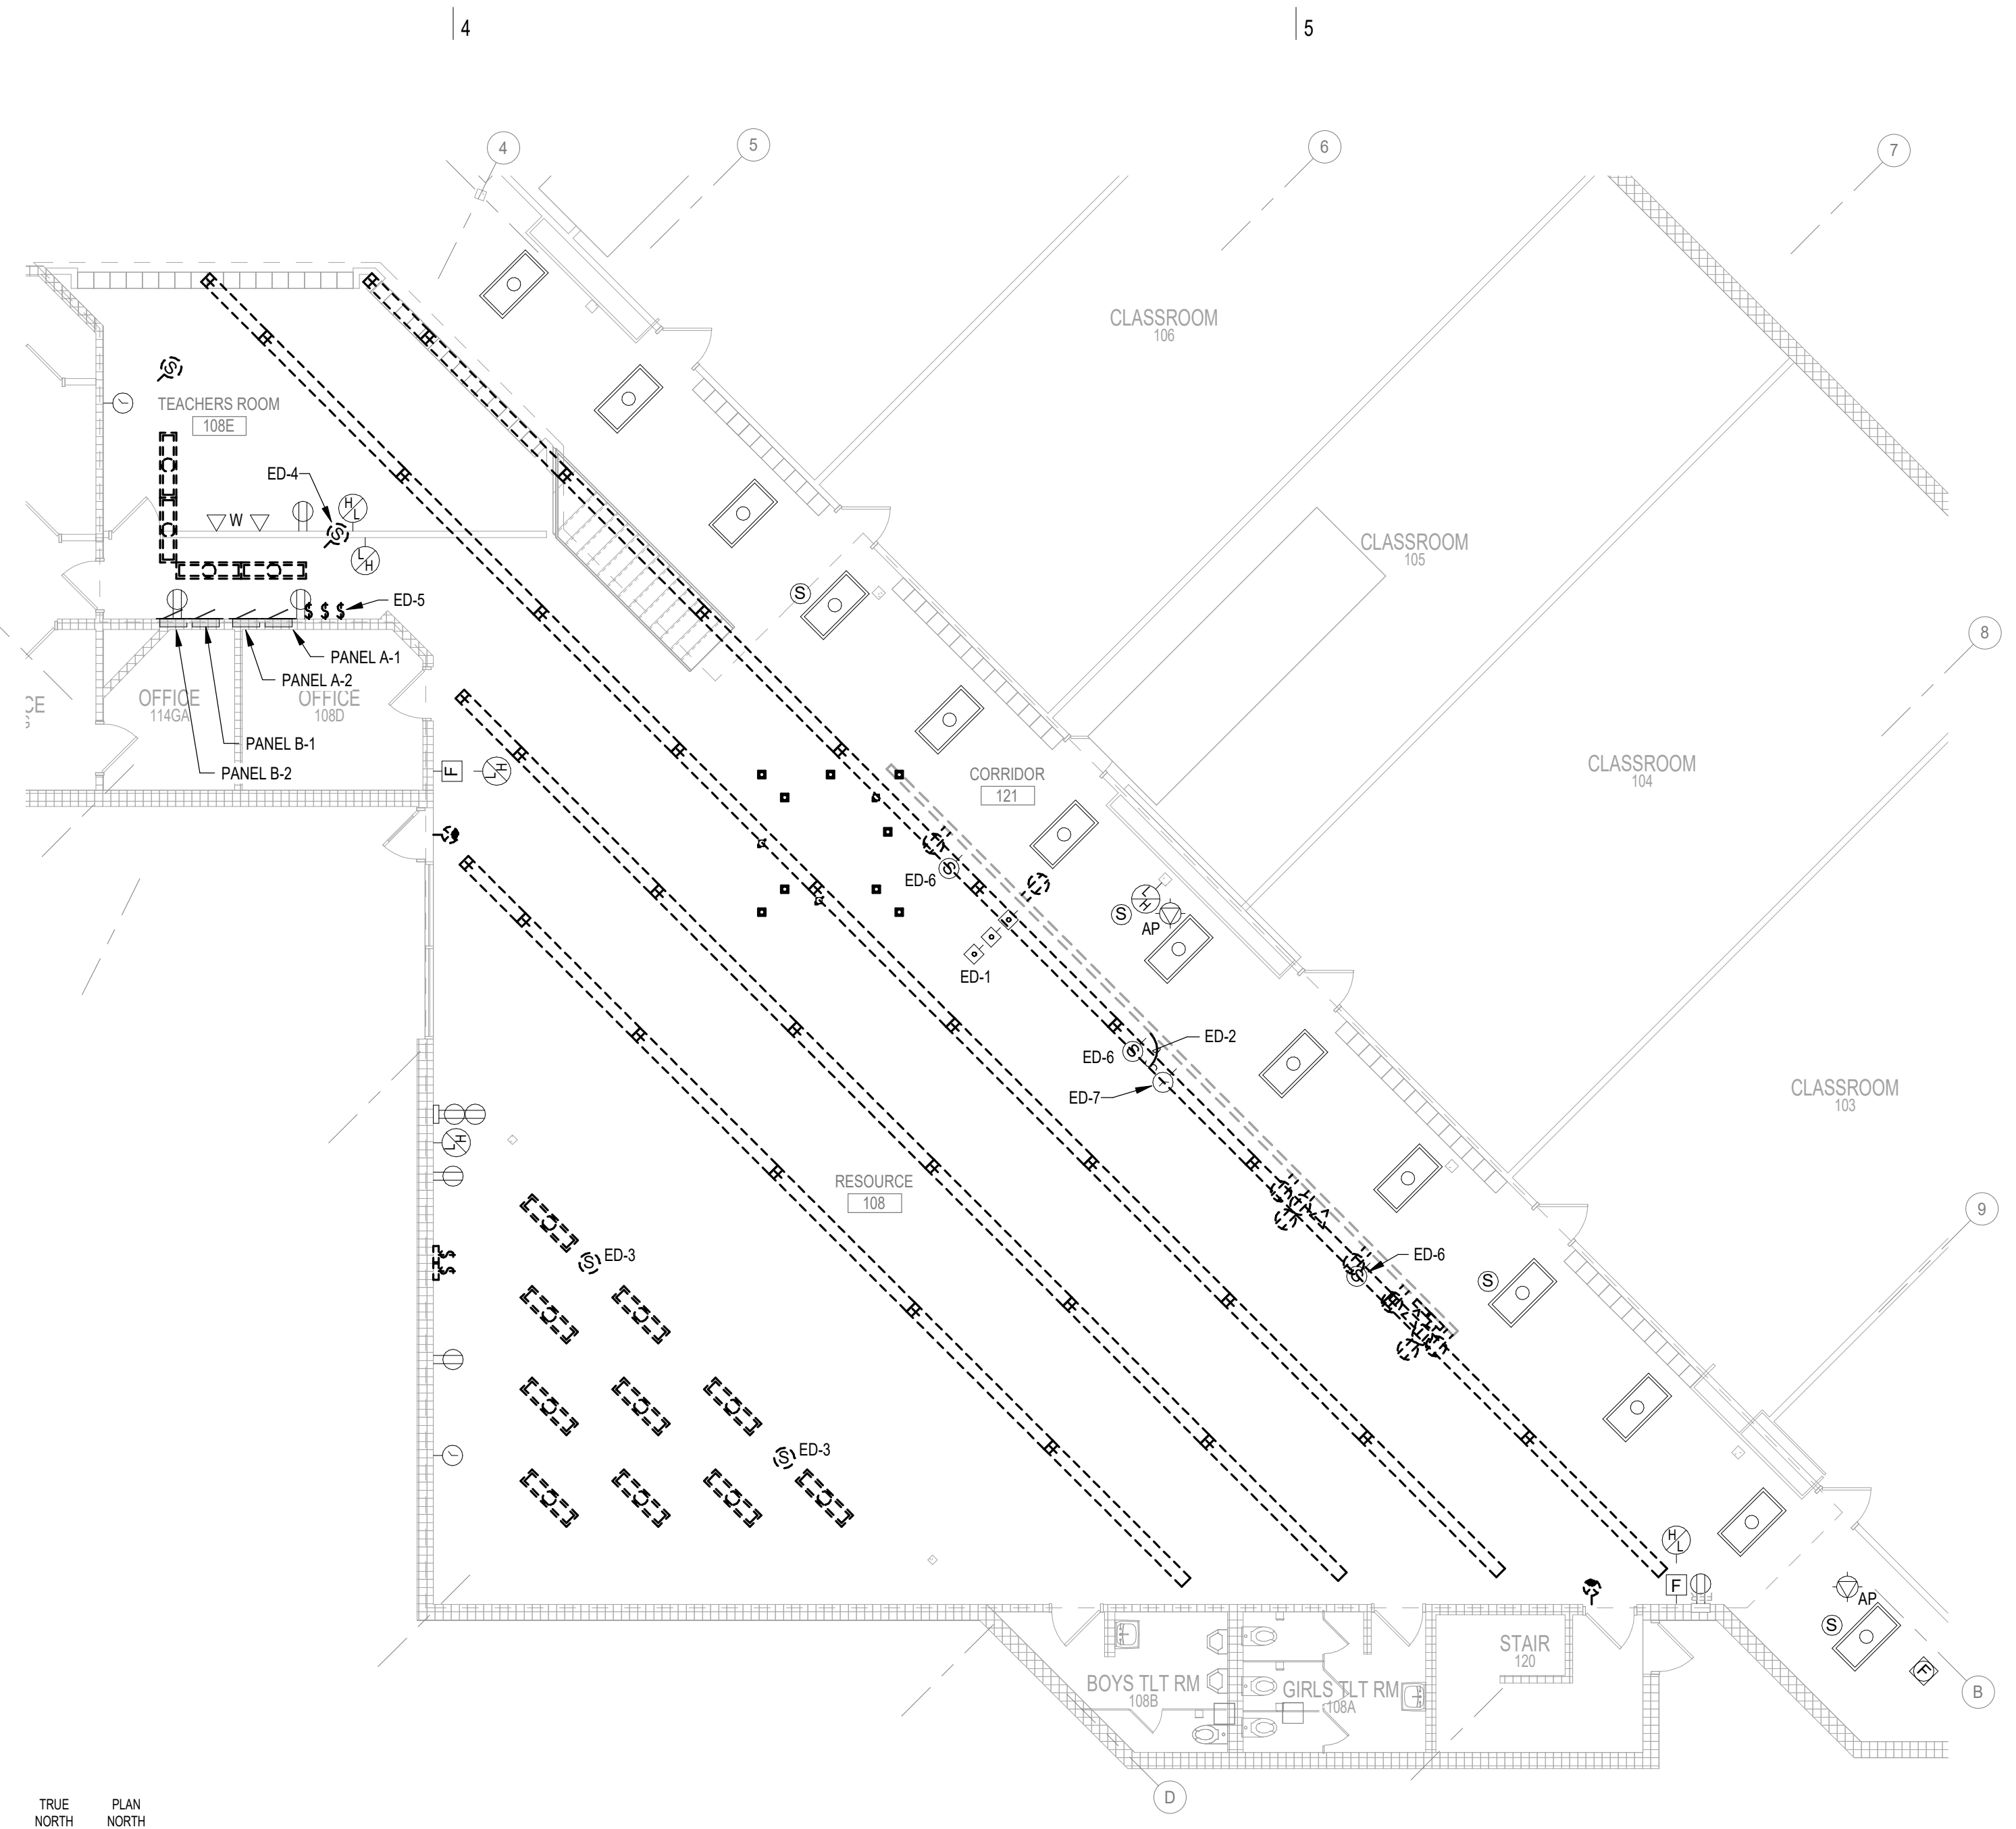 4
5
4
5
6
7
CLASSROOM
106
S
TEACHERS ROOM
108E
ED-4
H
L
W
S
L
H
CLASSROOM
105
S
ED-5
$ $ $
8
PANEL A-1
PANEL A-2
OFFICE
114GA
OFFICE
108D
CE
G
PANEL B-1
PANEL B-2
F
L
H
CLASSROOM
104
CORRIDOR
121
S
ED-6
L
H
S
AP
ED-1
ED-2
ED-6
S
ED-7
CLASSROOM
103
L
H
RESOURCE
108
9
$
$
S
ED-3
ED-6
S
S
S
ED-3
H
L
F
AP
S
F
STAIR
120
BOYS TLT RM
108B
GIRLS TLT RM
108A
B
D
TRUE
NORTH
PLAN
NORTH